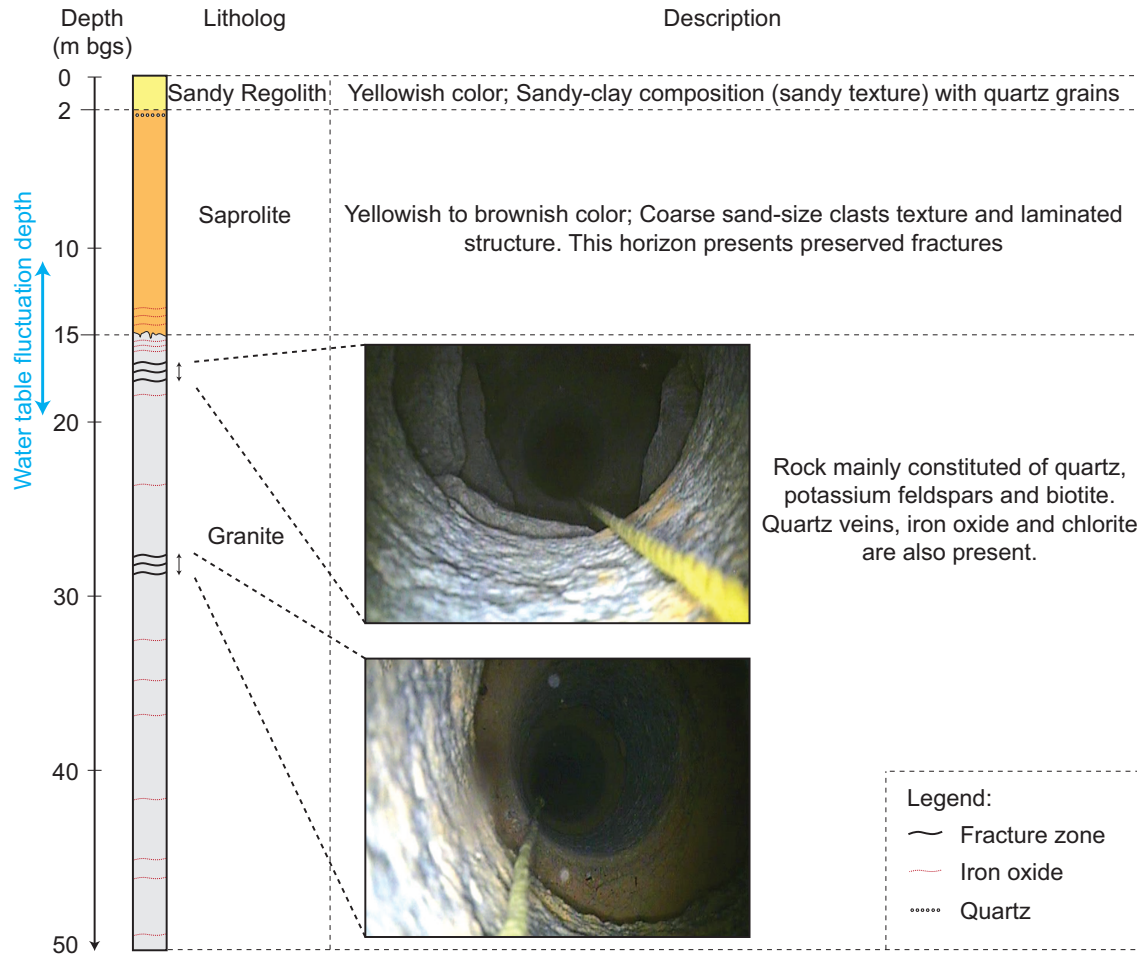 Depth
(m bgs)
Litholog
Description
0
Sandy Regolith
Yellowish color; Sandy-clay composition (sandy texture) with quartz grains
2
Saprolite
Yellowish to brownish color; Coarse sand-size clasts texture and laminated
structure. This horizon presents preserved fractures
10
Water table fluctuation depth
15
20
Granite
Rock mainly constituted of quartz,
potassium feldspars and biotite.
Quartz veins, iron oxide and chlorite
are also present.
30
40
50
Legend:
Fracture zone
Iron oxide
Quartz